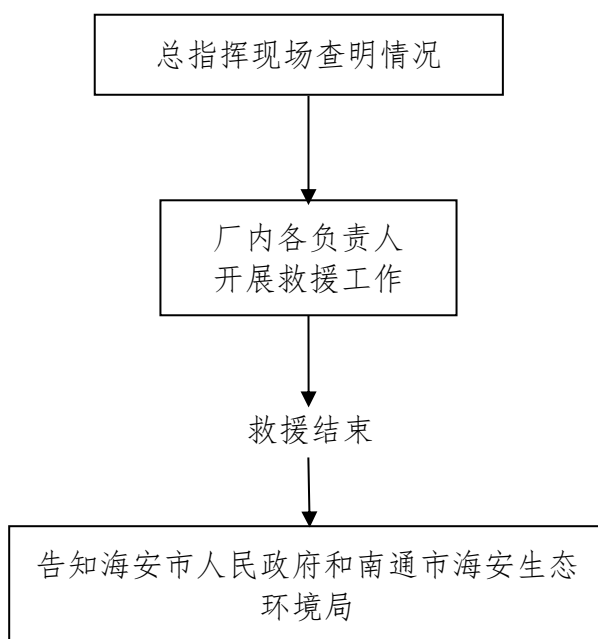 总指挥现场查明情况
厂内各负责人
开展救援工作
救援结束
告知海安市人民政府和南通市海安生态
环境局